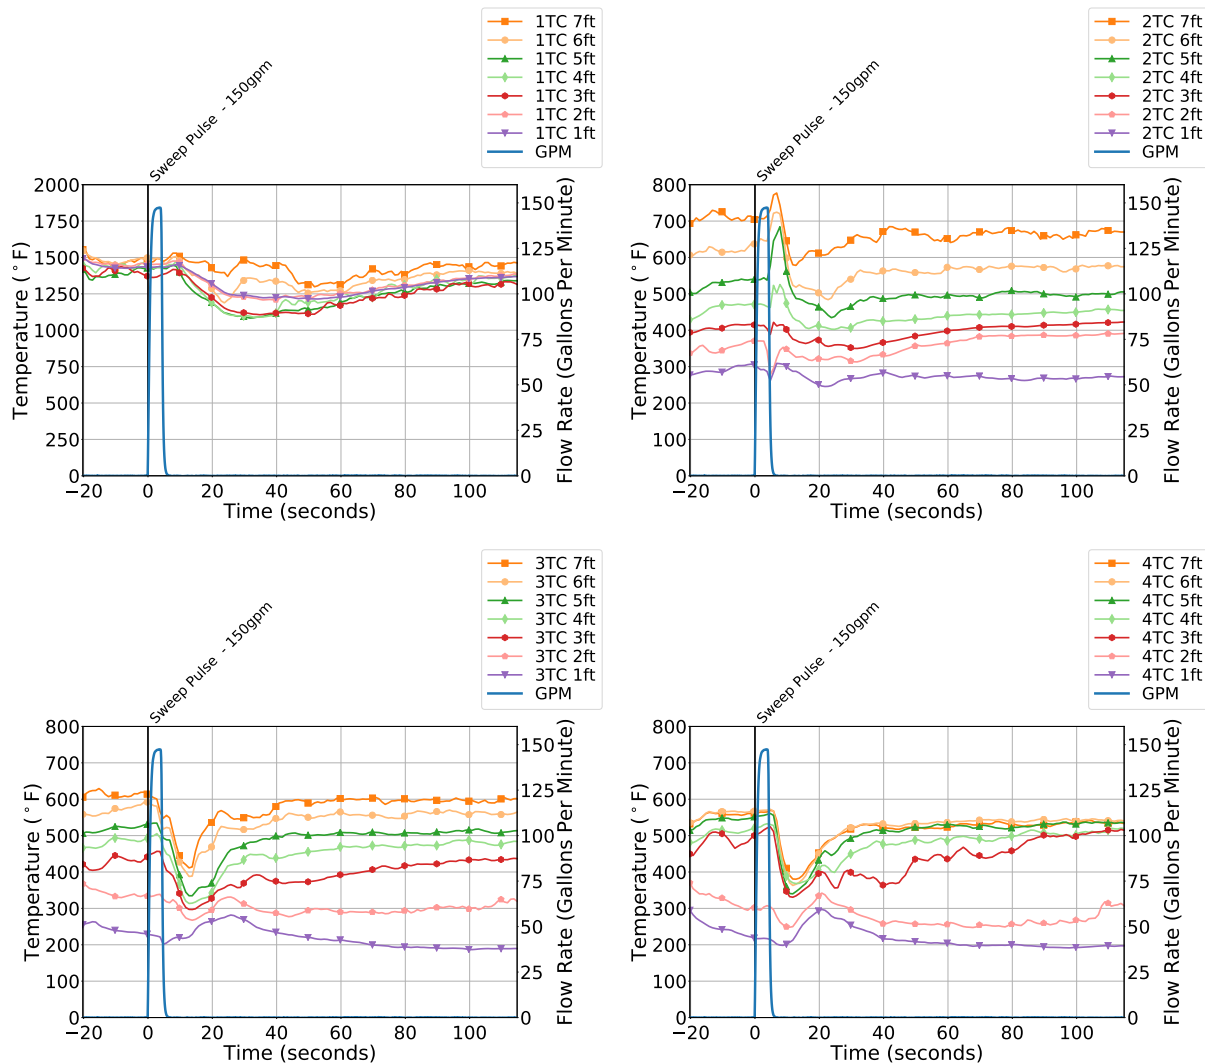 1TC 7ft
1TC 6ft
1TC 5ft
1TC 4ft
1TC 3ft
1TC 2ft
1TC 1ft
GPM
Sweep Pulse - 150gpm
2000
1750
1500
1250
1000
750
500
250
0
Temperature (°F)
150
125
100
75
50
25
0
Flow Rate (Gallons Per Minute)
−20 0 20 40 60 80 100
Time (seconds)
2TC 7ft
2TC 6ft
2TC 5ft
2TC 4ft
2TC 3ft
2TC 2ft
2TC 1ft
GPM
Sweep Pulse - 150gpm
800
700
600
500
400
300
200
100
0
Temperature (°F)
150
125
100
75
50
25
0
Flow Rate (Gallons Per Minute)
−20 0 20 40 60 80 100
Time (seconds)
3TC 7ft
3TC 6ft
3TC 5ft
3TC 4ft
3TC 3ft
3TC 2ft
3TC 1ft
GPM
Sweep Pulse - 150gpm
800
700
600
500
400
300
200
100
0
Temperature (°F)
150
125
100
75
50
25
0
Flow Rate (Gallons Per Minute)
−20 0 20 40 60 80 100
Time (seconds)
4TC 7ft
4TC 6ft
4TC 5ft
4TC 4ft
4TC 3ft
4TC 2ft
4TC 1ft
GPM
Sweep Pulse - 150gpm
800
700
600
500
400
300
200
100
0
Temperature (°F)
150
125
100
75
50
25
0
Flow Rate (Gallons Per Minute)
−20 0 20 40 60 80 100
Time (seconds)